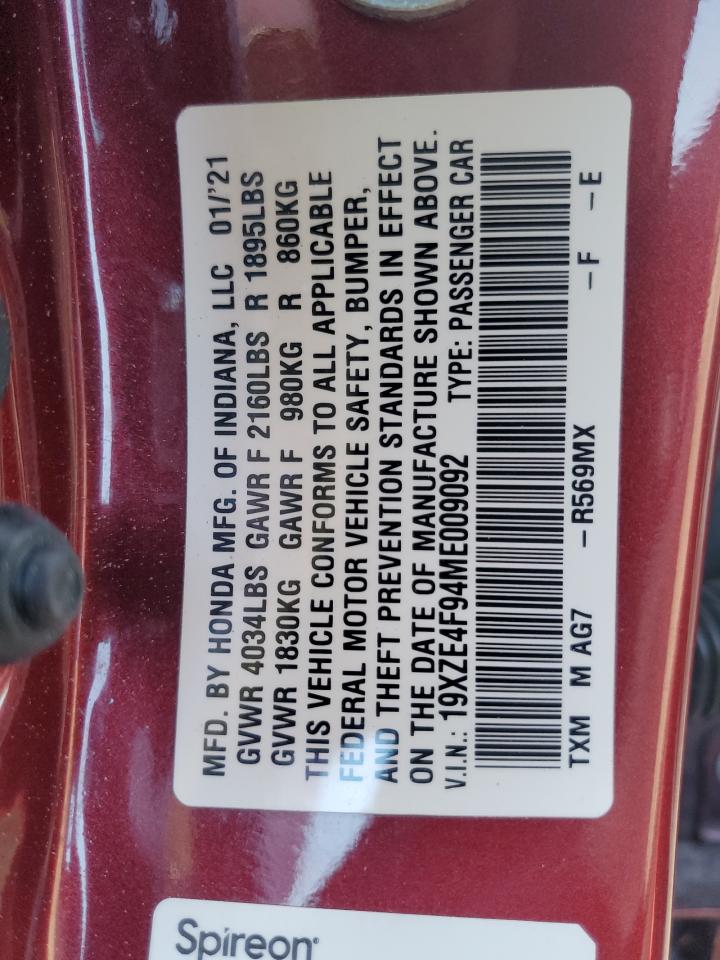 MFD. BY HONDA MFG. OF INDIANA, LLC 01/'21
GVWR 4034LBS GAWR F 2160LBS R 1895LBS
GVWR 1830KG GAWR F 980KG R 860KG
THIS VEHICLE CONFORMS TO ALL APPLICABLE
FEDERAL MOTOR VEHICLE SAFETY, BUMPER,
AND THEFT PREVENTION STANDARDS IN EFFECT
ON THE DATE OF MANUFACTURE SHOWN ABOVE.
V.I.N.: 19XZE4F94ME009092 TYPE: PASSENGER CAR
TXM M AG7 – R569MX – F – E
Spireon